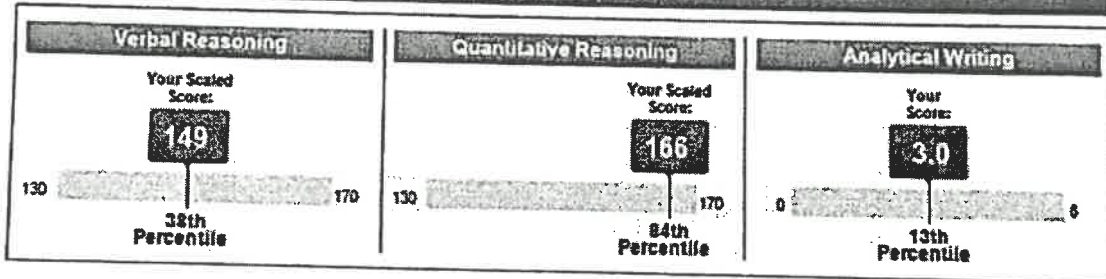 Verbal Reasoning
Your Scaled
Score:
149
130
170
38th
Percentile
Quantitative Reasoning
Your Scaled
Score:
166
130
170
84th
Percentile
Analytical Writing
Your
Score:
3.0
0
6
13th
Percentile